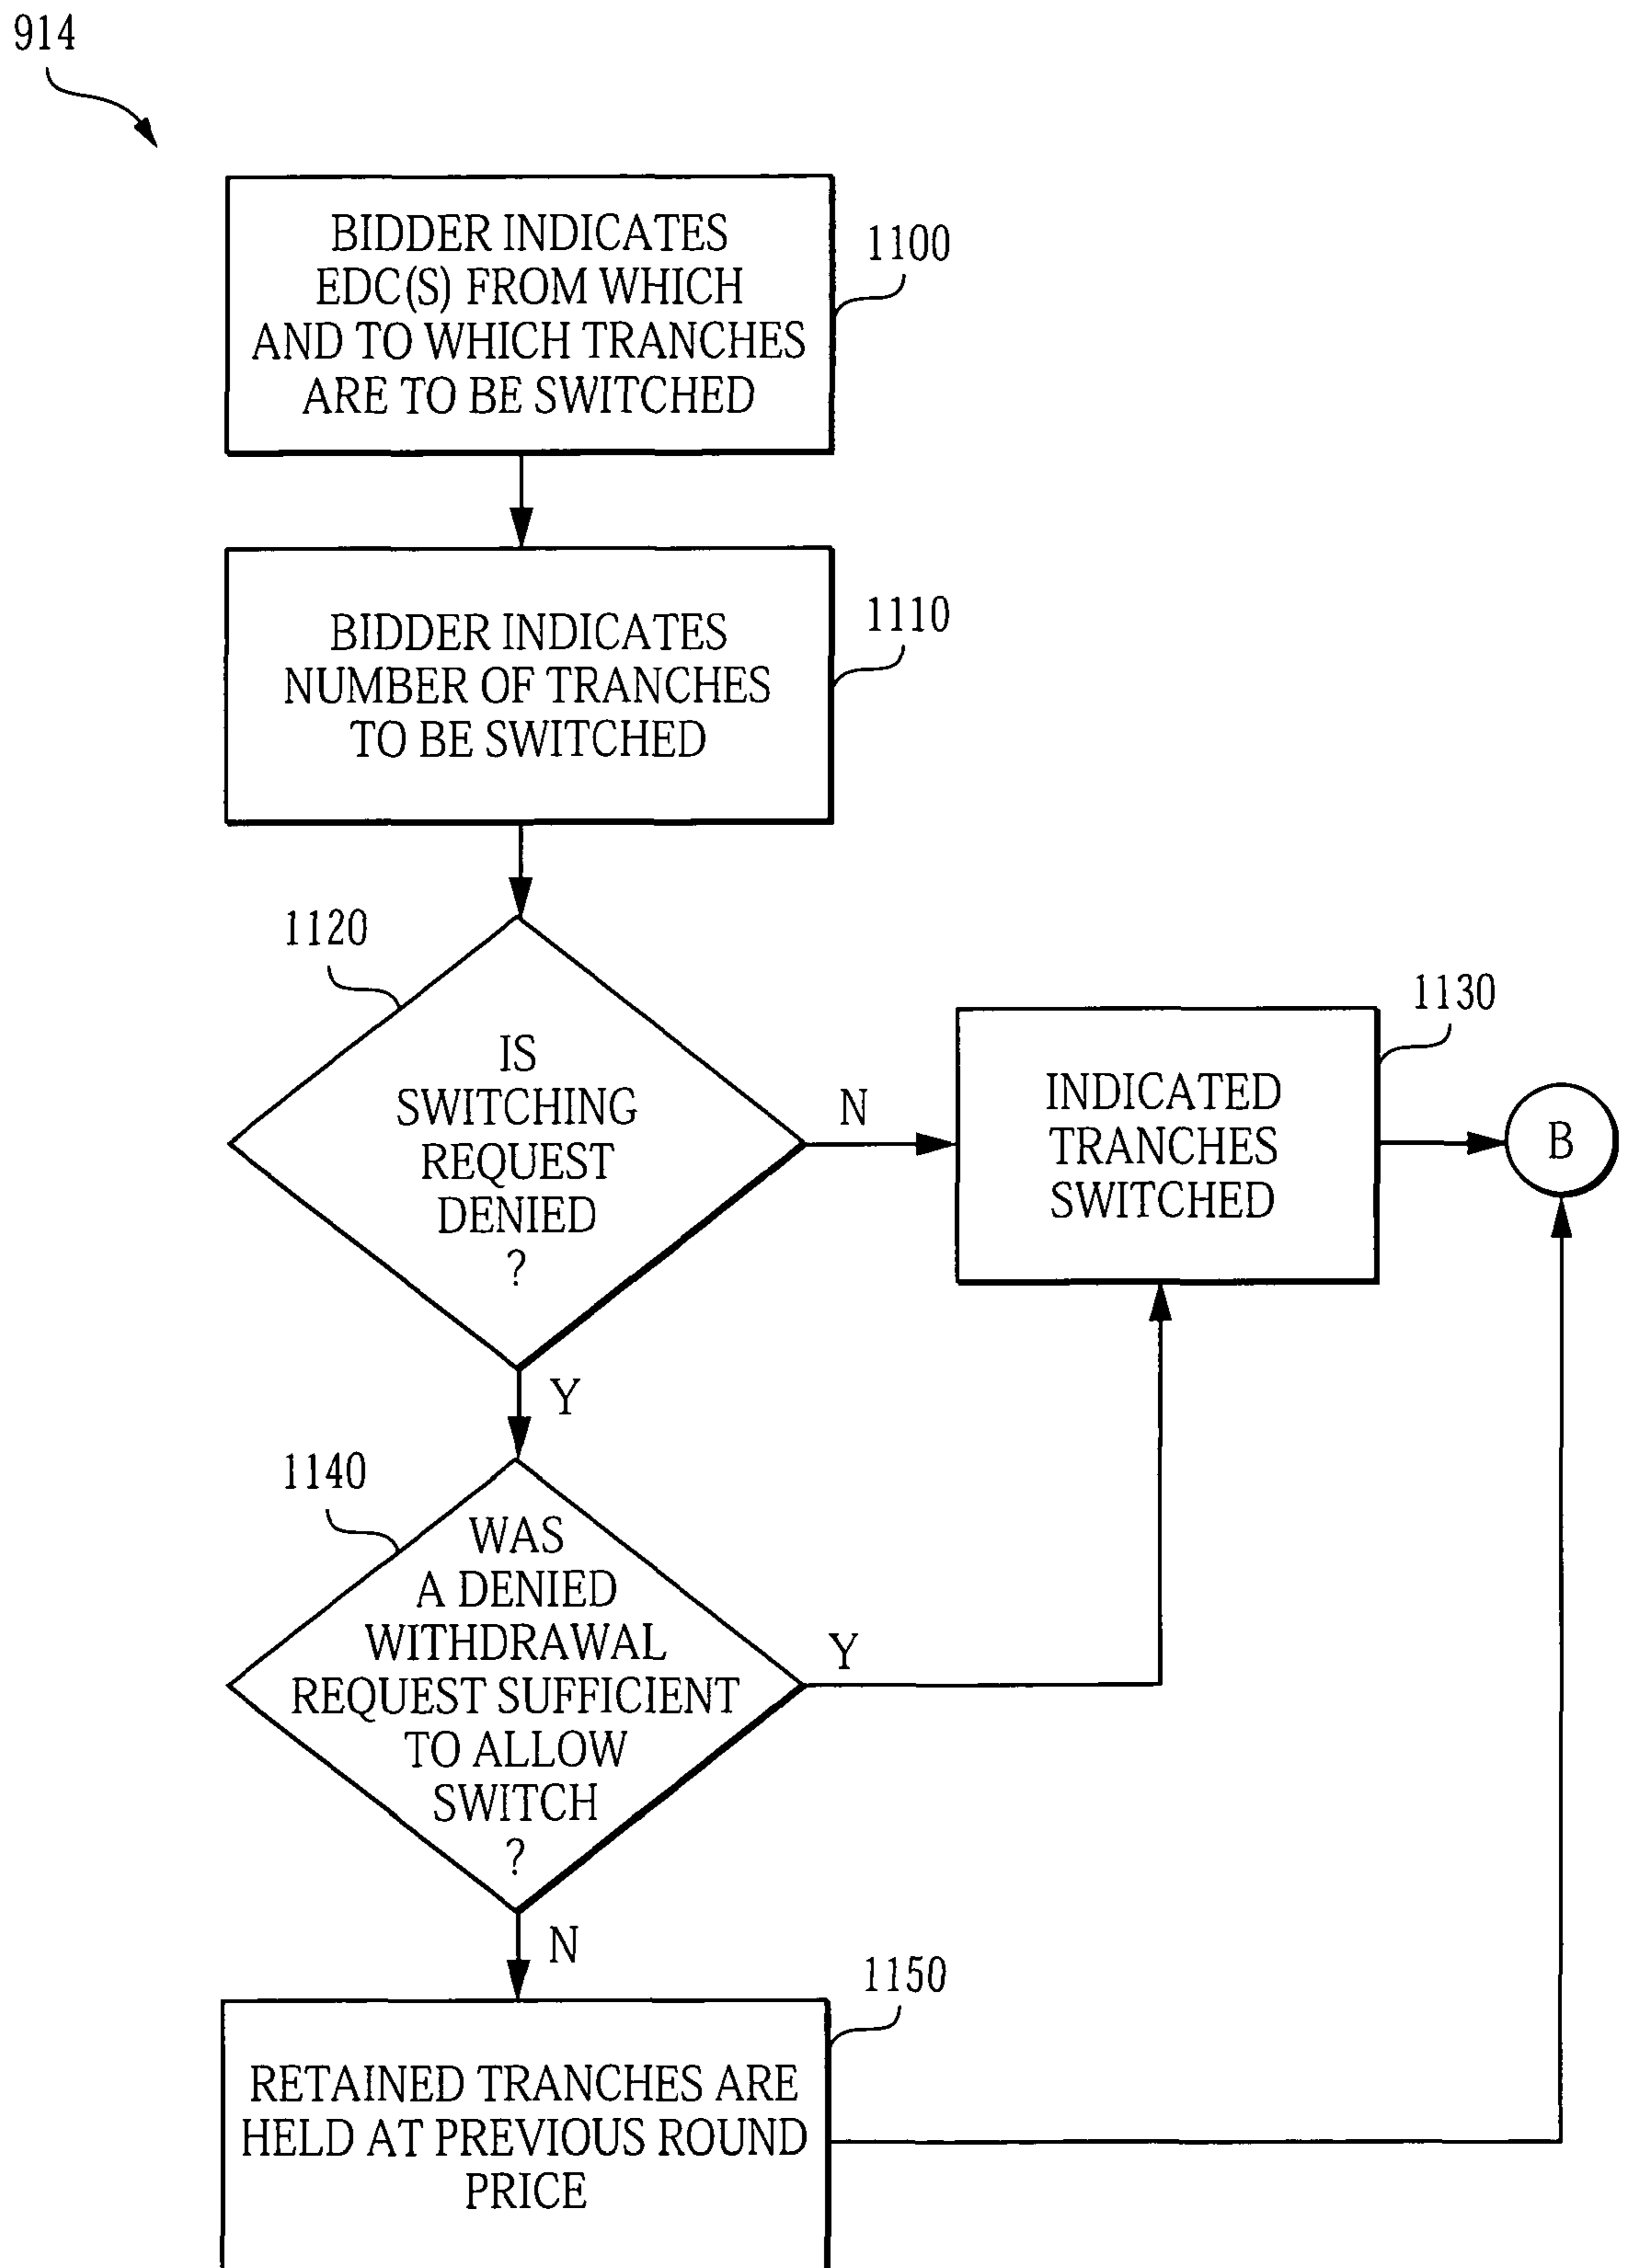 914
BIDDER INDICATES
EDC(S) FROM WHICH
AND TO WHICH TRANCHES
ARE TO BE SWITCHED
1100
BIDDER INDICATES
NUMBER OF TRANCHES
TO BE SWITCHED
1110
1120
IS
SWITCHING
REQUEST
DENIED
?
N
Y
1130
INDICATED
TRANCHES
SWITCHED
B
1140
WAS
A DENIED
WITHDRAWAL
REQUEST SUFFICIENT
TO ALLOW
SWITCH
?
Y
N
1150
RETAINED TRANCHES ARE
HELD AT PREVIOUS ROUND
PRICE